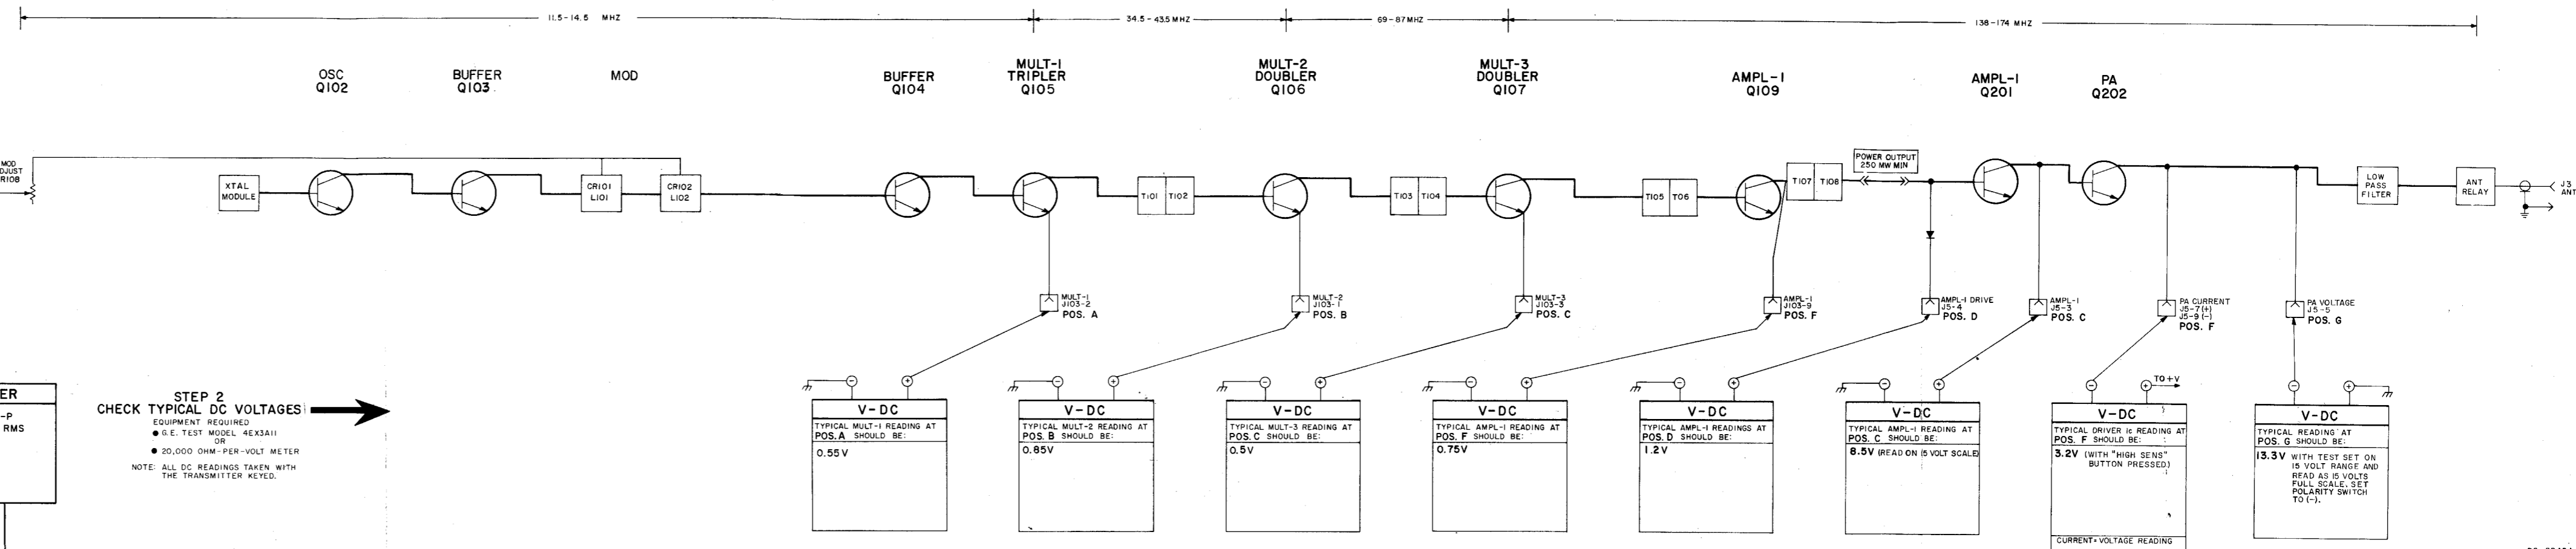 11.5-14.5 MHZ
34.5-43.5 MHZ
69-87 MHZ
138-174 MHZ
OSC
Q102
BUFFER
Q103
MOD
BUFFER
Q104
MULT-1
TRIPLER
Q105
MULT-2
DOUBLER
Q106
MULT-3
DOUBLER
Q107
AMPL-1
Q109
AMPL-1
Q201
PA
Q202
MOD
DJUST
R108
XTAL
MODULE
CR101
L101
CR102
L102
T101 T102
T103 T104
T105 T06
T107 T108
POWER OUTPUT
250 MW MIN
LOW
PASS
FILTER
ANT
RELAY
J3
ANT
MULT-1
J103-2
POS. A
MULT-2
J103-1
POS. B
MULT-3
J103-3
POS. C
AMPL-1
J103-9
POS. F
AMPL-1 DRIVE
J5-4
POS. D
AMPL-1
J5-3
POS. C
PA CURRENT
J5-7(+)
J5-9(-)
POS. F
PA VOLTAGE
J5-5
POS. G
ER
-P
RMS
STEP 2
CHECK TYPICAL DC VOLTAGES
EQUIPMENT REQUIRED
● G.E. TEST MODEL 4EX3A11
OR
● 20,000 OHM-PER-VOLT METER
NOTE: ALL DC READINGS TAKEN WITH
THE TRANSMITTER KEYED.
- +
V-DC
TYPICAL MULT-1 READING AT
POS. A SHOULD BE:
0.55V
- +
V-DC
TYPICAL MULT-2 READING AT
POS. B SHOULD BE:
0.85V
- +
V-DC
TYPICAL MULT-3 READING AT
POS. C SHOULD BE:
0.5V
- +
V-DC
TYPICAL AMPL-1 READING AT
POS. F SHOULD BE:
0.75V
- +
V-DC
TYPICAL AMPL-1 READINGS AT
POS. D SHOULD BE:
1.2V
- +
V-DC
TYPICAL AMPL-1 READING AT
POS. C SHOULD BE:
8.5V (READ ON 15 VOLT SCALE)
- + TO +V
V-DC
TYPICAL DRIVER Ic READING AT
POS. F SHOULD BE:
3.2V (WITH "HIGH SENS"
BUTTON PRESSED)
CURRENT = VOLTAGE READING
- +
V-DC
TYPICAL READING AT
POS. G SHOULD BE:
13.3V WITH TEST SET ON
15 VOLT RANGE AND
READ AS 15 VOLTS
FULL SCALE. SET
POLARITY SWITCH
TO (-).